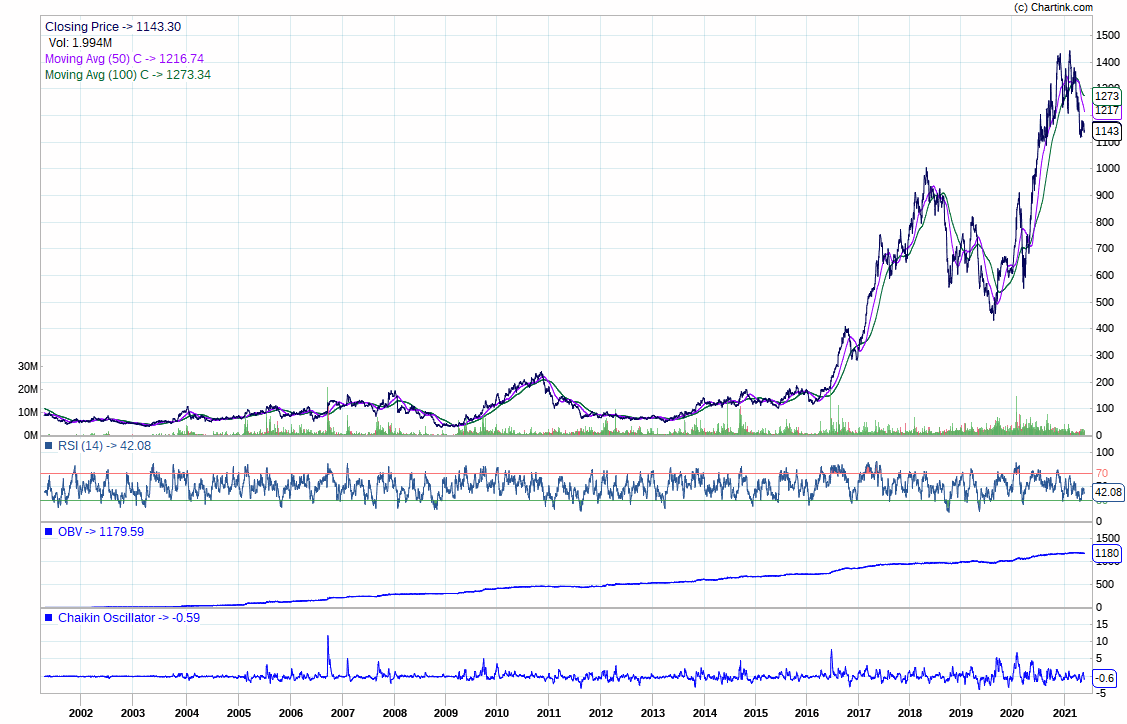 (c) Chartink.com
Closing Price -> 1143.30
Vol: 1.994M
Moving Avg (50) C -> 1216.74
Moving Avg (100) C -> 1273.34
1500
1400
1300
1273
1217
1143
1100
1000
900
800
700
600
500
400
300
200
100
0
30M
20M
10M
0M
RSI (14) -> 42.08
100
70
42.08
0
OBV -> 1179.59
1500
1180
1000
500
0
Chaikin Oscillator -> -0.59
15
10
5
-0.6
-5
2002 2003 2004 2005 2006 2007 2008 2009 2010 2011 2012 2013 2014 2015 2016 2017 2018 2019 2020 2021